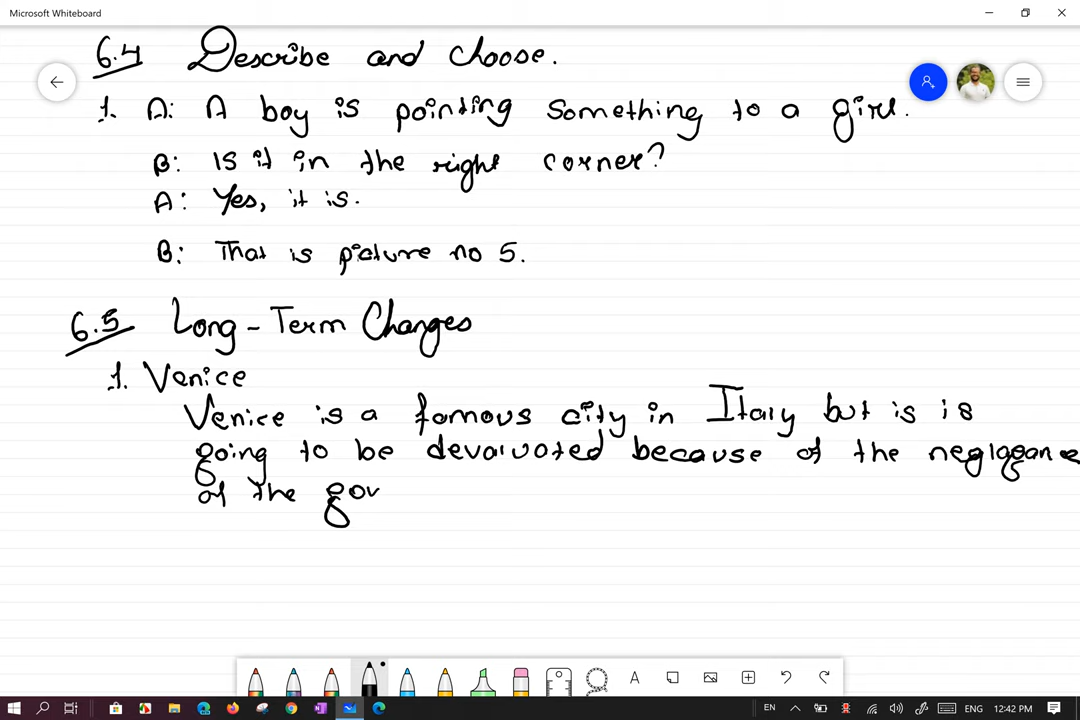 Microsoft Whiteboard
6.4 Describe and choose.
1. A: A boy is pointing something to a girl.
B: Is it in the right corner?
A: Yes, it is.
B: That is picture no 5.
6.5 Long-Term Changes
1. Venice
Venice is a famous city in Italy but is is
going to be devaluated because of the neglegeance
of the gov
A
EN ENG 12:42 PM